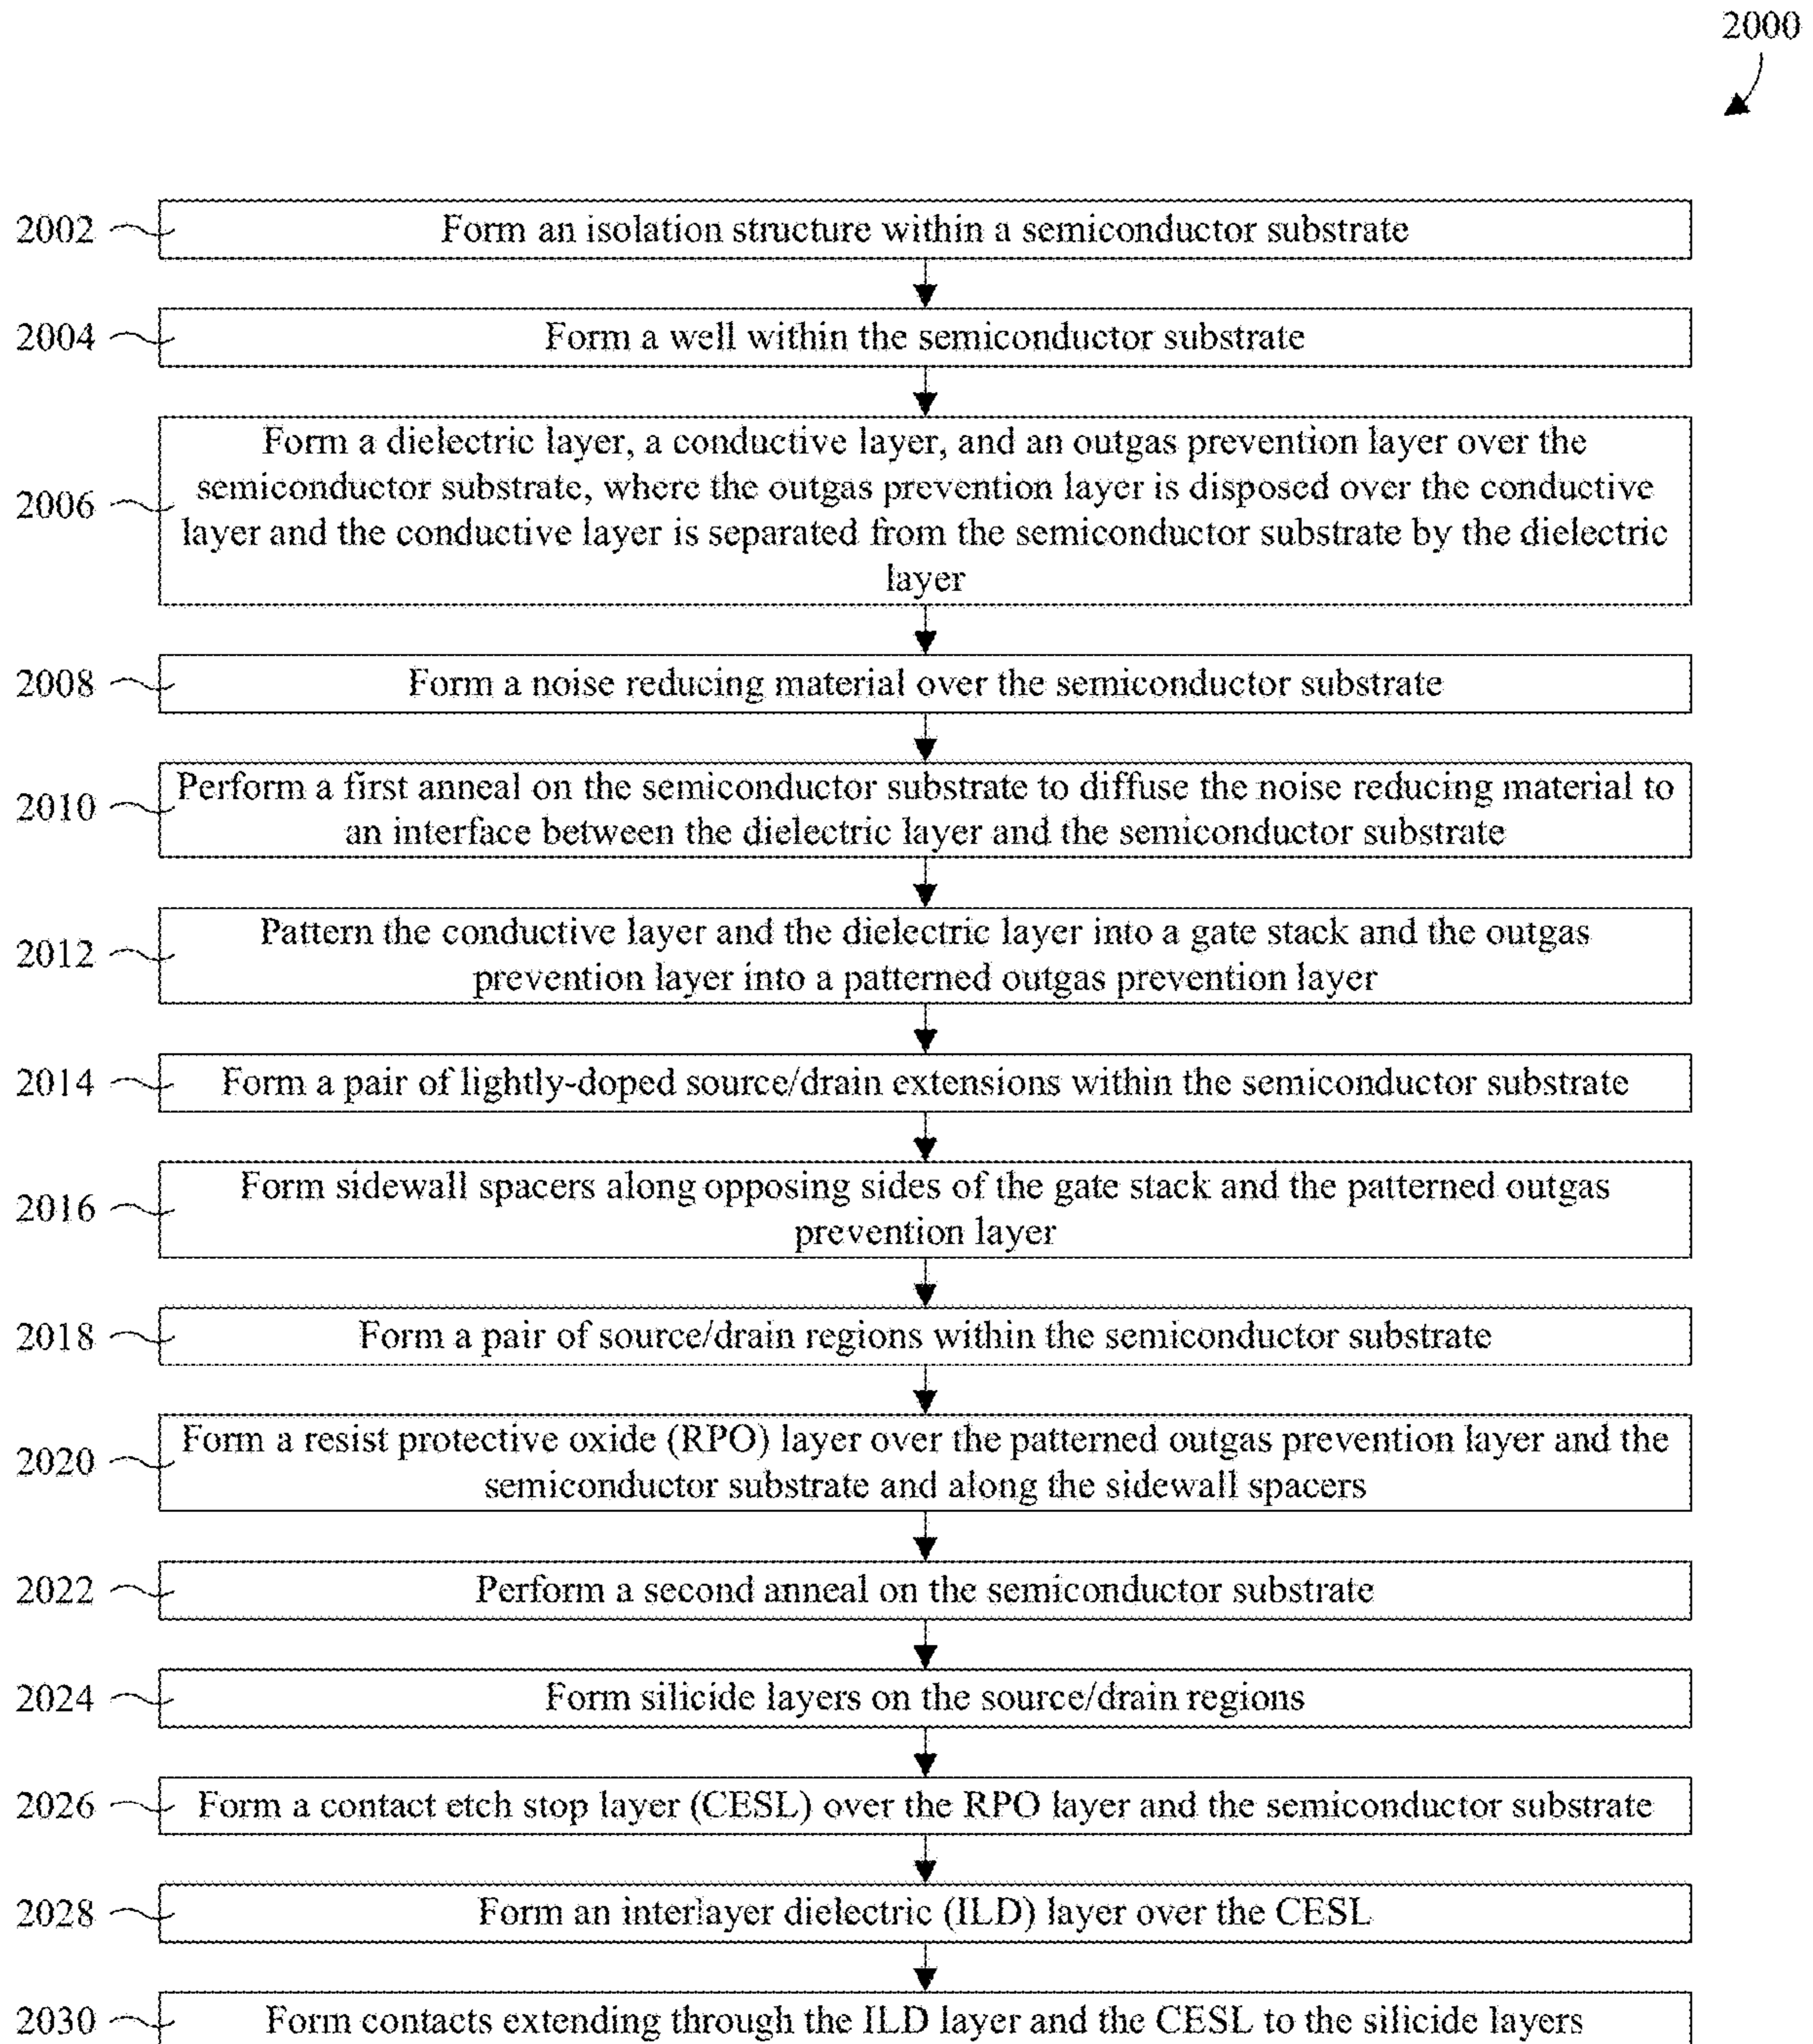 2000
2002 Form an isolation structure within a semiconductor substrate
2004 Form a well within the semiconductor substrate
Form a dielectric layer, a conductive layer, and an outgas prevention layer over the
2006 semiconductor substrate, where the outgas prevention layer is disposed over the conductive
layer and the conductive layer is separated from the semiconductor substrate by the dielectric
layer
2008 Form a noise reducing material over the semiconductor substrate
2010 Perform a first anneal on the semiconductor substrate to diffuse the noise reducing material to
an interface between the dielectric layer and the semiconductor substrate
2012 Pattern the conductive layer and the dielectric layer into a gate stack and the outgas
prevention layer into a patterned outgas prevention layer
2014 Form a pair of lightly-doped source/drain extensions within the semiconductor substrate
2016 Form sidewall spacers along opposing sides of the gate stack and the patterned outgas
prevention layer
2018 Form a pair of source/drain regions within the semiconductor substrate
2020 Form a resist protective oxide (RPO) layer over the patterned outgas prevention layer and the
semiconductor substrate and along the sidewall spacers
2022 Perform a second anneal on the semiconductor substrate
2024 Form silicide layers on the source/drain regions
2026 Form a contact etch stop layer (CESL) over the RPO layer and the semiconductor substrate
2028 Form an interlayer dielectric (ILD) layer over the CESL
2030 Form contacts extending through the ILD layer and the CESL to the silicide layers